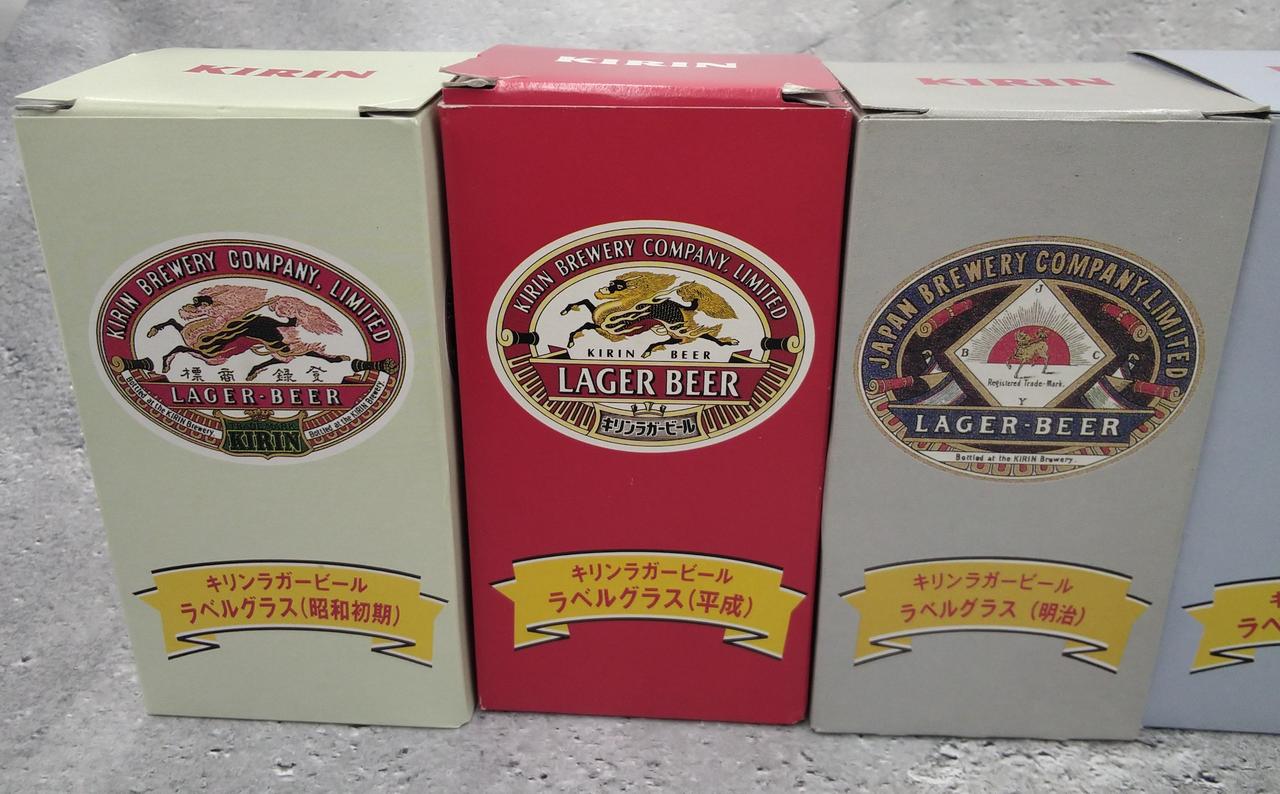 KIRIN
KIRIN BREWERY COMPANY, LIMITED
標 商 錄 登
LAGER-BEER
Bottled at the KIRIN Brewery.
KIRIN
Bottled at the KIRIN Brewery.
キリンラガービール
ラベルグラス(昭和初期)
KIRIN
KIRIN BREWERY COMPANY, LIMITED
KIRIN BEER
LAGER BEER
キリンラガービール
キリンラガービール
ラベルグラス(平成)
KIRIN
JAPAN BREWERY COMPANY, LIMITED
J
B C
Registered Trade-Mark.
Y
LAGER-BEER
Bottled at the KIRIN Brewery.
キリンラガービール
ラベルグラス (明治)
キ
ラベ